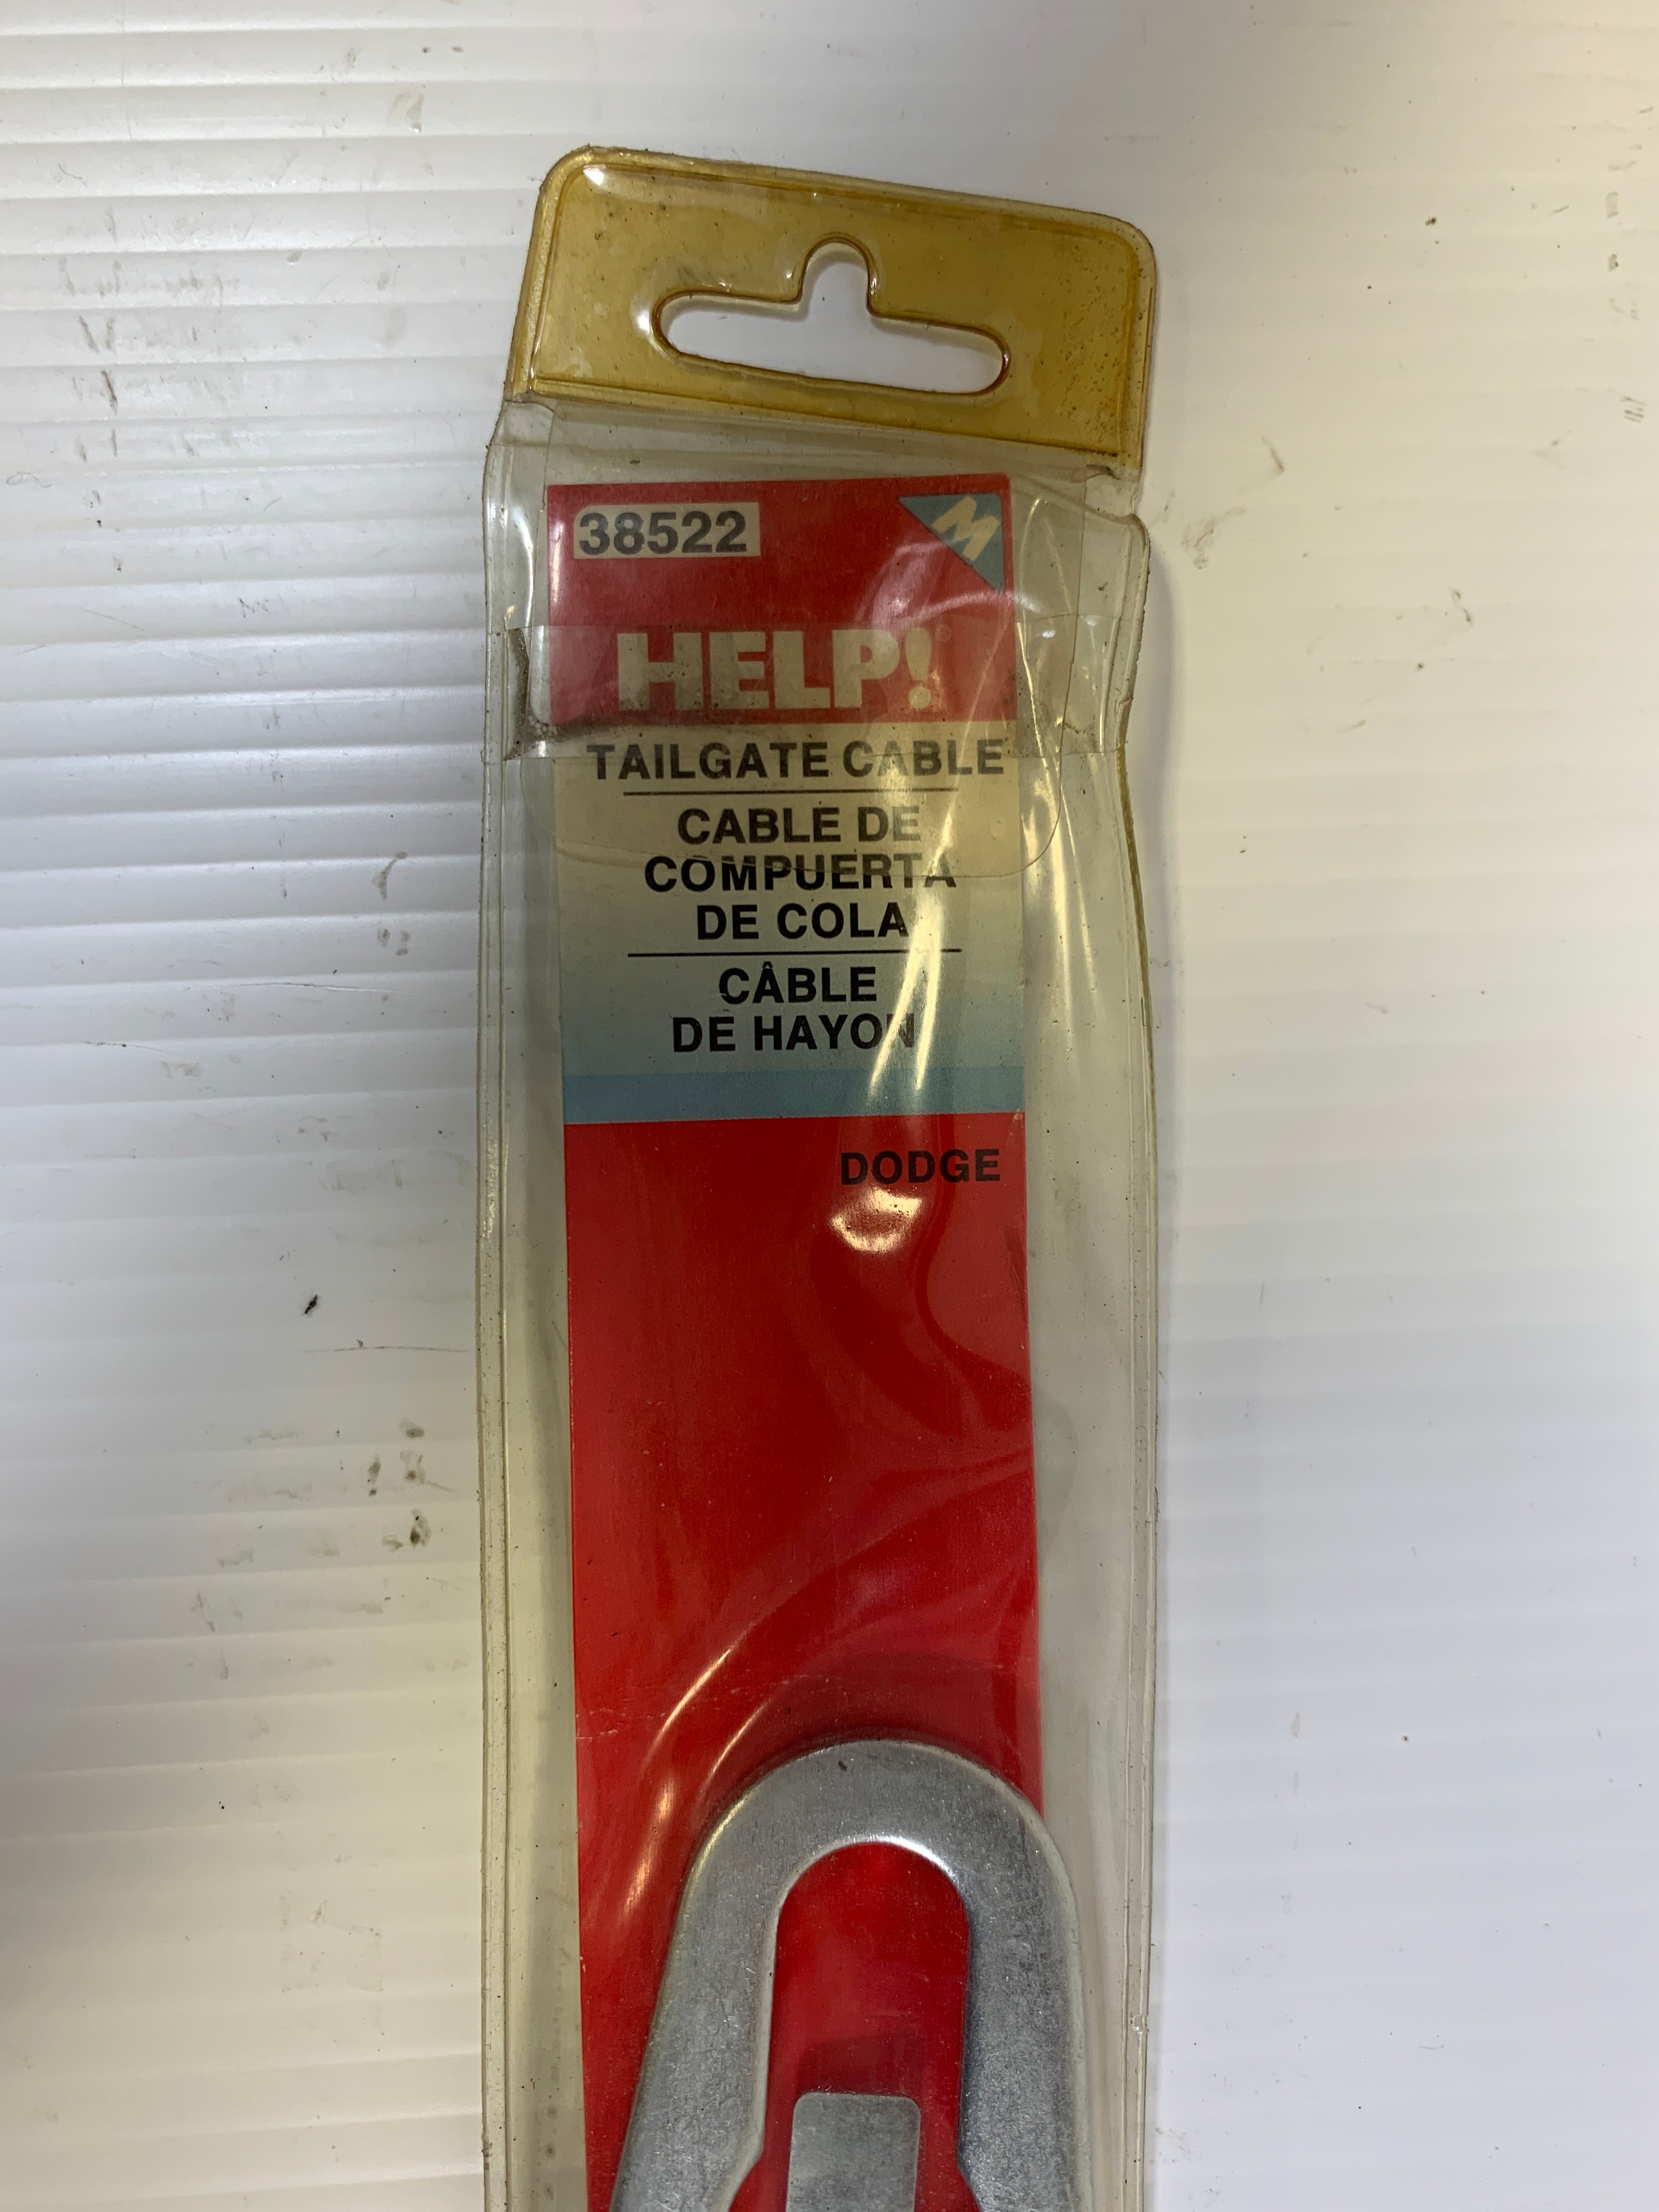 38522
M
HELP!®
TAILGATE CABLE
CABLE DE
COMPUERTA
DE COLA
CÂBLE
DE HAYON
DODGE